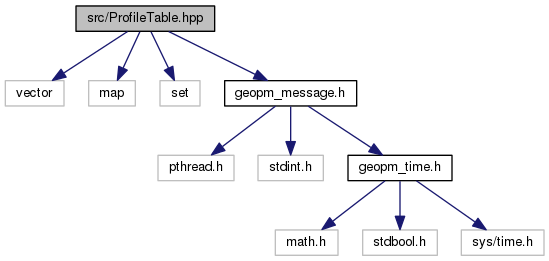 src/ProfileTable.hpp
vector
map
set
geopm_message.h
pthread.h
stdint.h
geopm_time.h
math.h
stdbool.h
sys/time.h